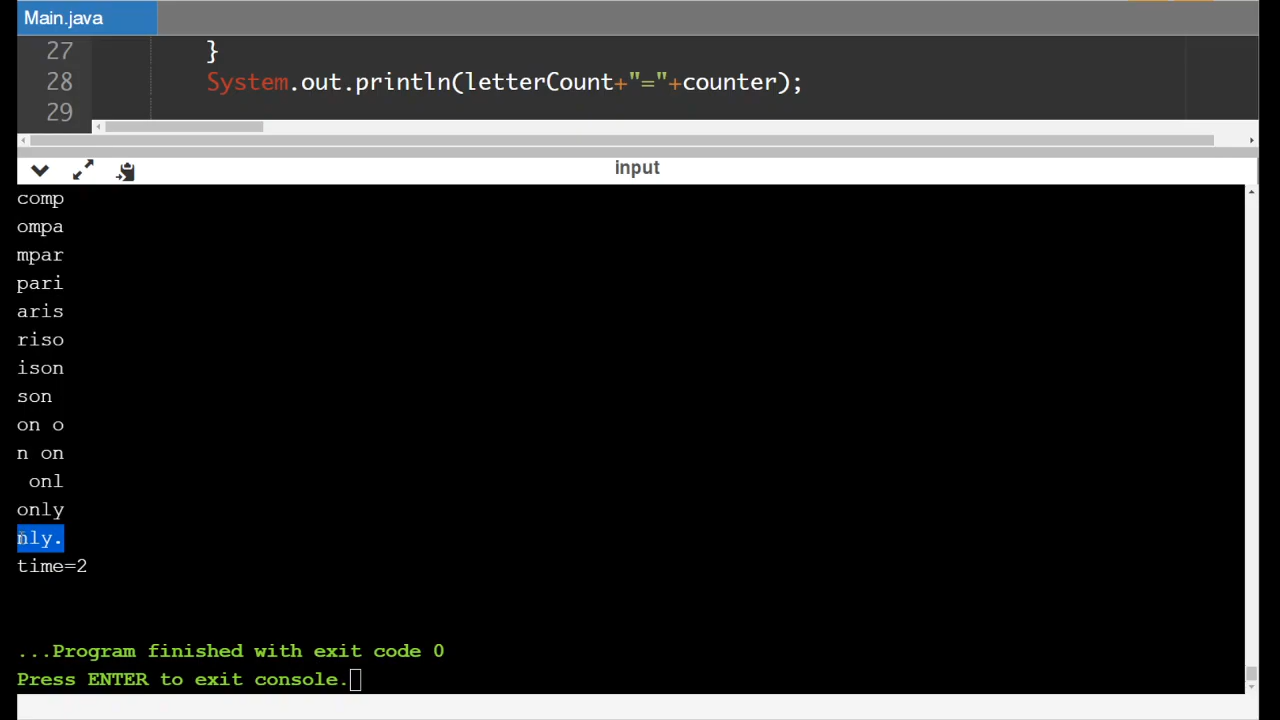 Main.java
27 }
28 System.out.println(letterCount+"="+counter);
29
input
comp
ompa
mpar
pari
aris
riso
ison
son
on o
n on
 onl
only
nly.
time=2
...Program finished with exit code 0
Press ENTER to exit console.